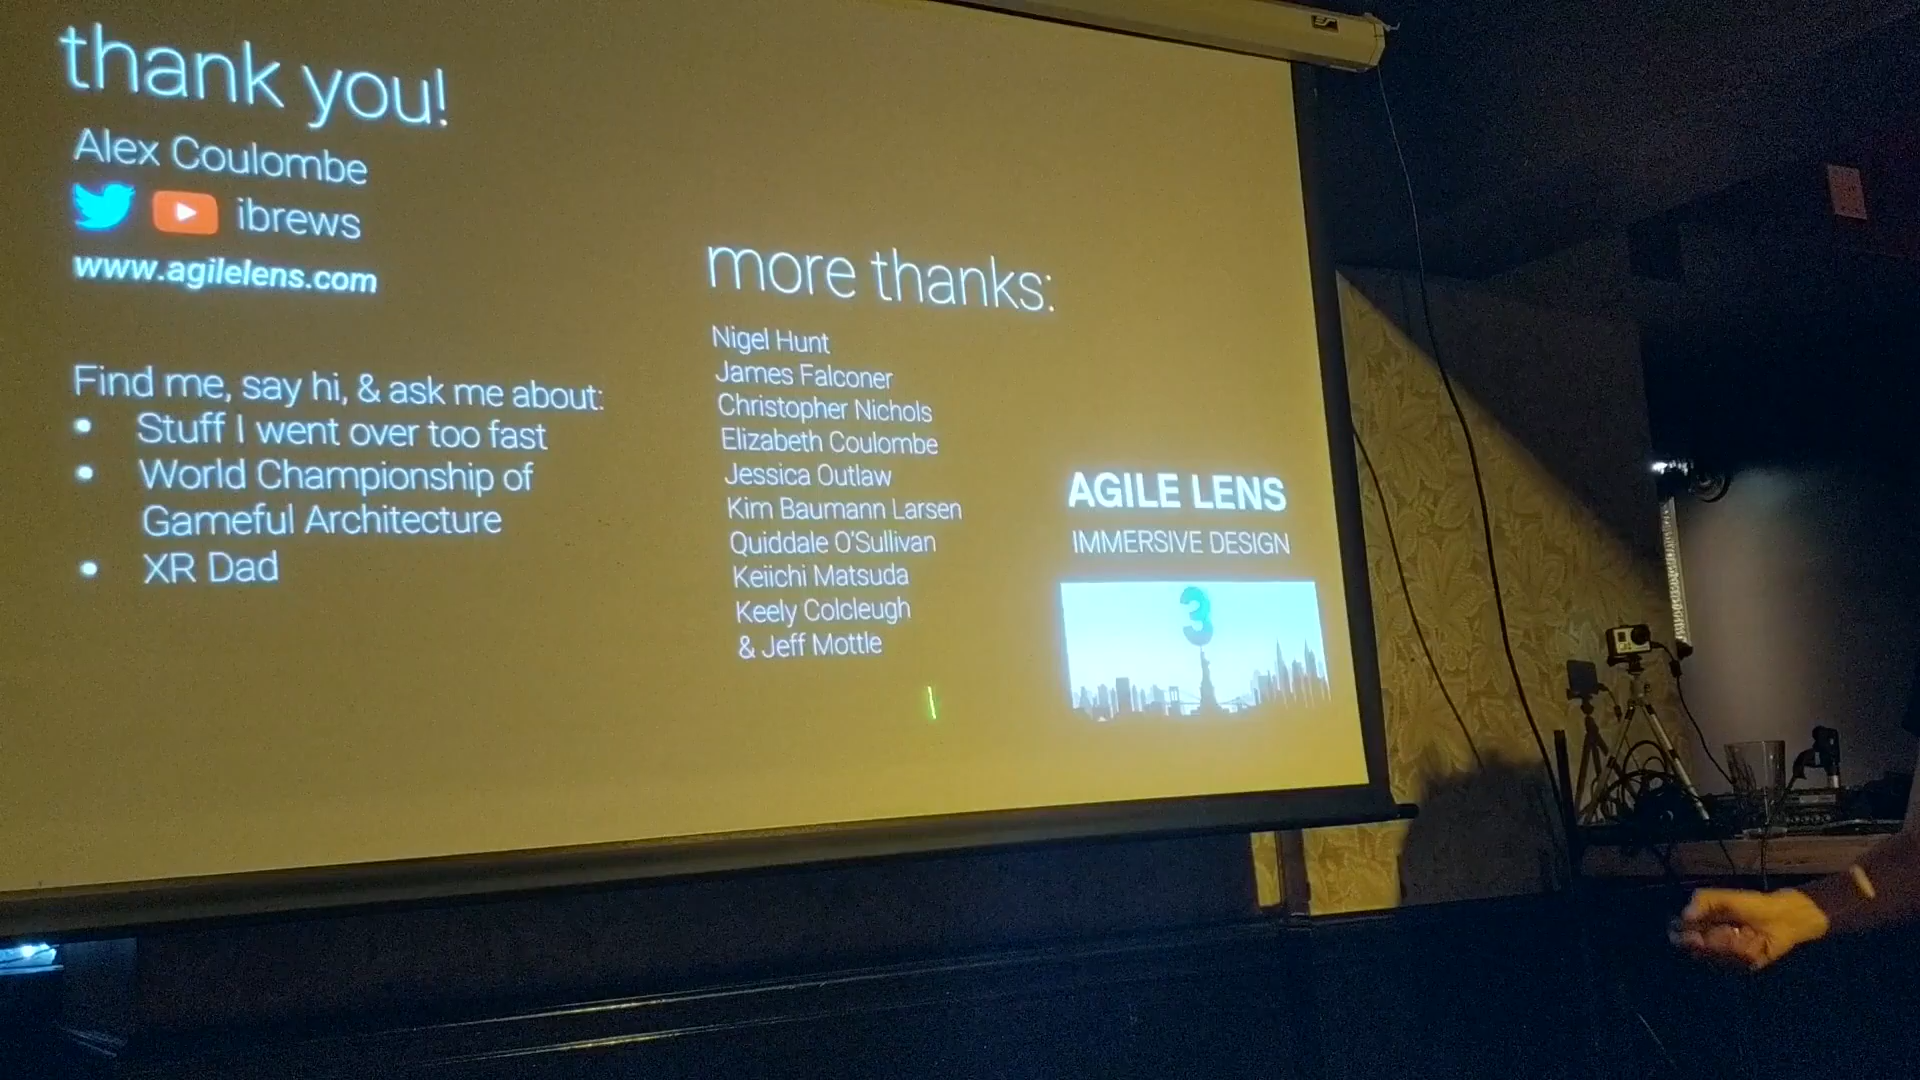 thank you!
Alex Coulombe
ibrews
www.agilelens.com
Find me, say hi, & ask me about:
• Stuff I went over too fast
• World Championship of
Gameful Architecture
• XR Dad
more thanks:
Nigel Hunt
James Falconer
Christopher Nichols
Elizabeth Coulombe
Jessica Outlaw
Kim Baumann Larsen
Quiddale O'Sullivan
Keiichi Matsuda
Keely Colcleugh
& Jeff Mottle
AGILE LENS
IMMERSIVE DESIGN
3